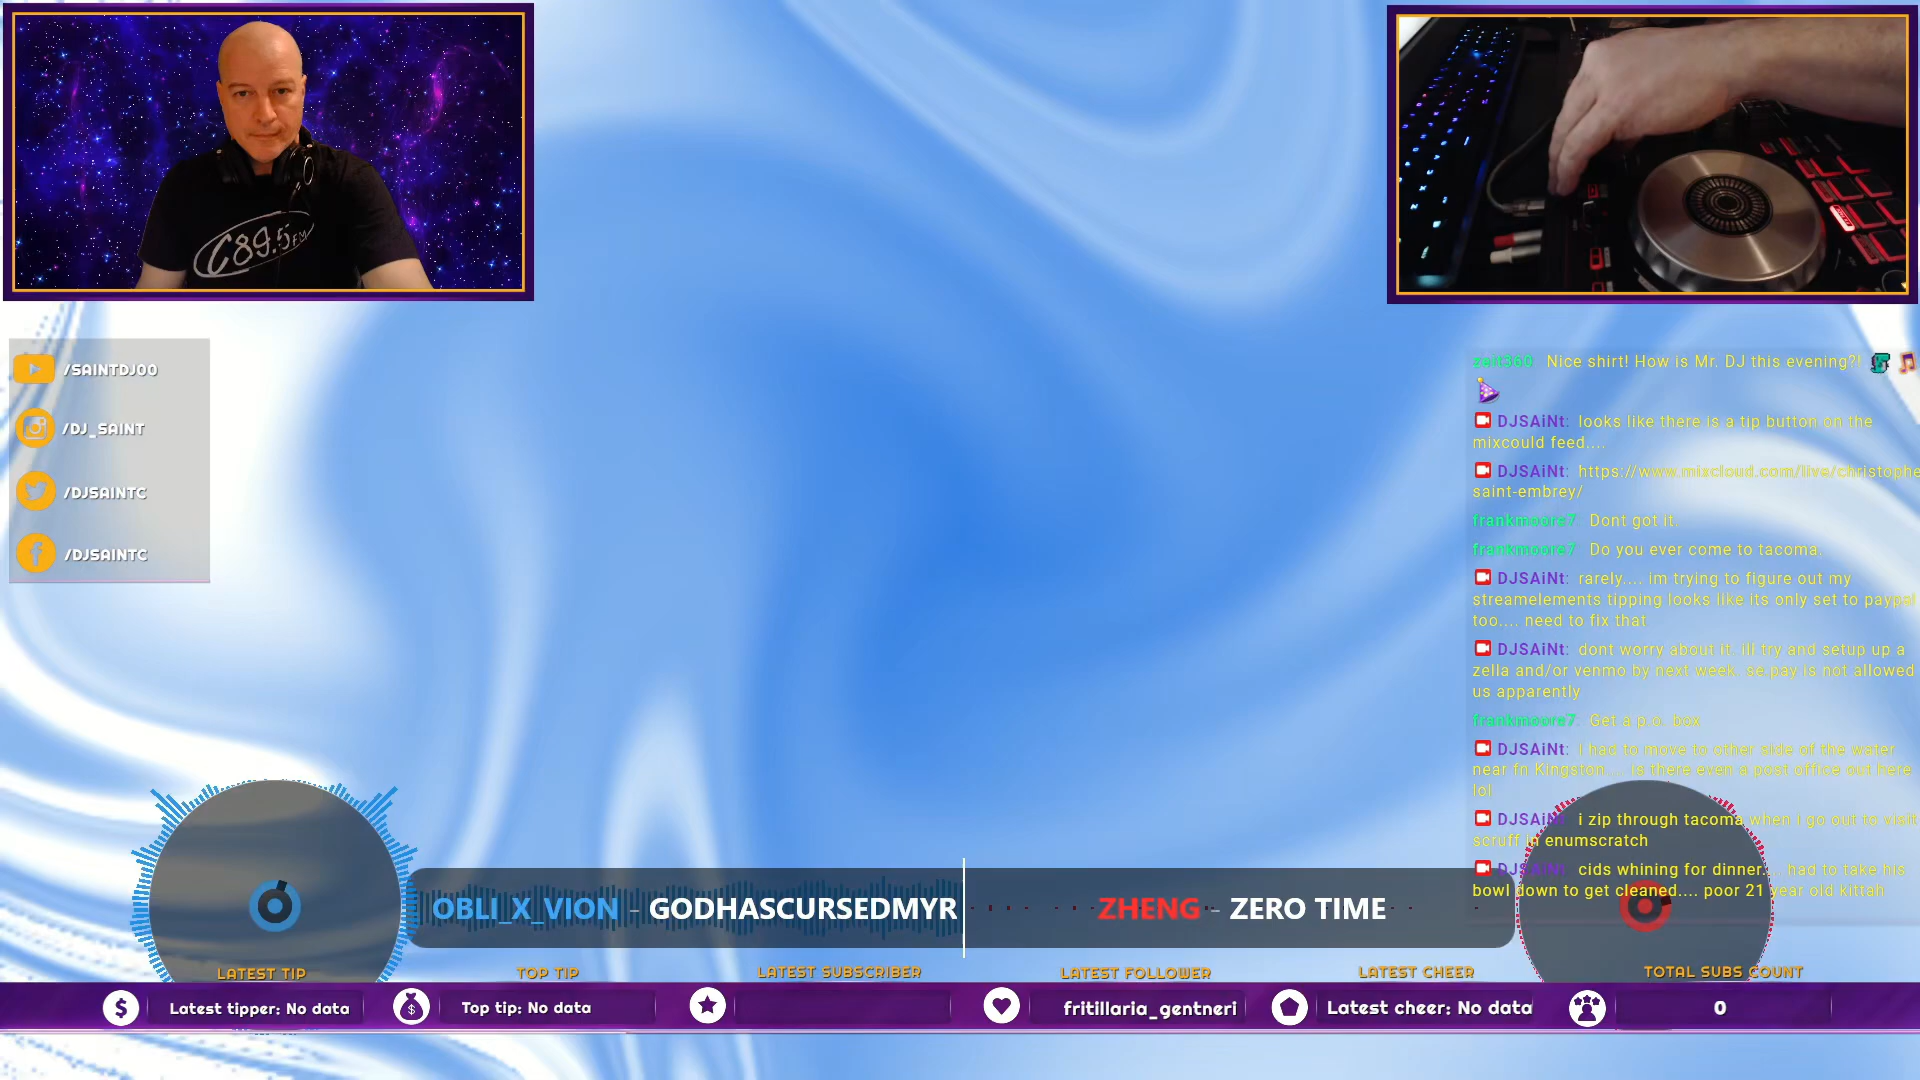 C89.5 FM
/SAINTDJ00
/DJ_SAINT
/DJSAINTC
/DJSAINTC
zait360 Nice shirt! How is Mr. DJ this evening?!
DJSAiNt: looks like there is a tip button on the
mixcould feed....
DJSAiNt: https://www.mixcloud.com/live/christophe
saint-embrey/
frankmoore7 Dont got it.
frankmoore7 Do you ever come to tacoma.
DJSAiNt: rarely.... im trying to figure out my
streamelements tipping looks like its only set to paypal
too.... need to fix that
DJSAiNt: dont worry about it. ill try and setup up a
zella and/or venmo by next week. se.pay is not allowed
us apparently
frankmoore7: Get a p.o. box
DJSAiNt: i had to move to other side of the water
near fn Kingston.... is there even a post office out here
lol
DJSAiNt: i zip through tacoma when i go out to visit
scruff in enumscratch
DJSAiNt: cids whining for dinner.... had to take his
bowl down to get cleaned.... poor 21 year old kittah
OBLI_X_VION - GODHASCURSEDMYR
ZHENG - ZERO TIME
LATEST TIP
TOP TIP
LATEST SUBSCRIBER
LATEST FOLLOWER
LATEST CHEER
TOTAL SUBS COUNT
Latest tipper: No data
Top tip: No data
fritillaria_gentneri
Latest cheer: No data
0